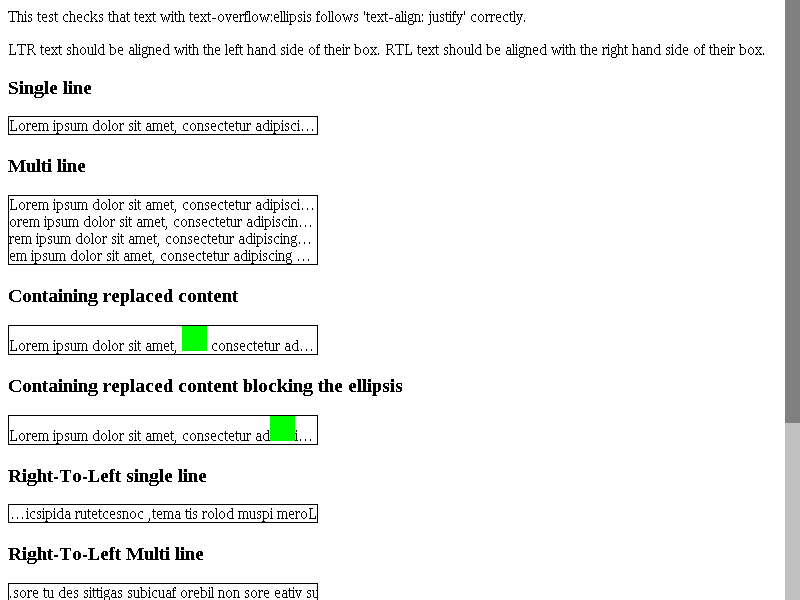 This test checks that text with text-overflow:ellipsis follows 'text-align: justify' correctly.
LTR text should be aligned with the left hand side of their box. RTL text should be aligned with the right hand side of their box.
Single line
Lorem ipsum dolor sit amet, consectetur adipisci…
Multi line
Lorem ipsum dolor sit amet, consectetur adipisci…
orem ipsum dolor sit amet, consectetur adipiscin…
rem ipsum dolor sit amet, consectetur adipiscing…
em ipsum dolor sit amet, consectetur adipiscing …
Containing replaced content
Lorem ipsum dolor sit amet, consectetur ad…
Containing replaced content blocking the ellipsis
Lorem ipsum dolor sit amet, consectetur ad i…
Right-To-Left single line
…icsipida rutetcesnoc ,tema tis rolod muspi meroL
Right-To-Left Multi line
.sore tu des sittigas subicuaf orebil non sore eativ su